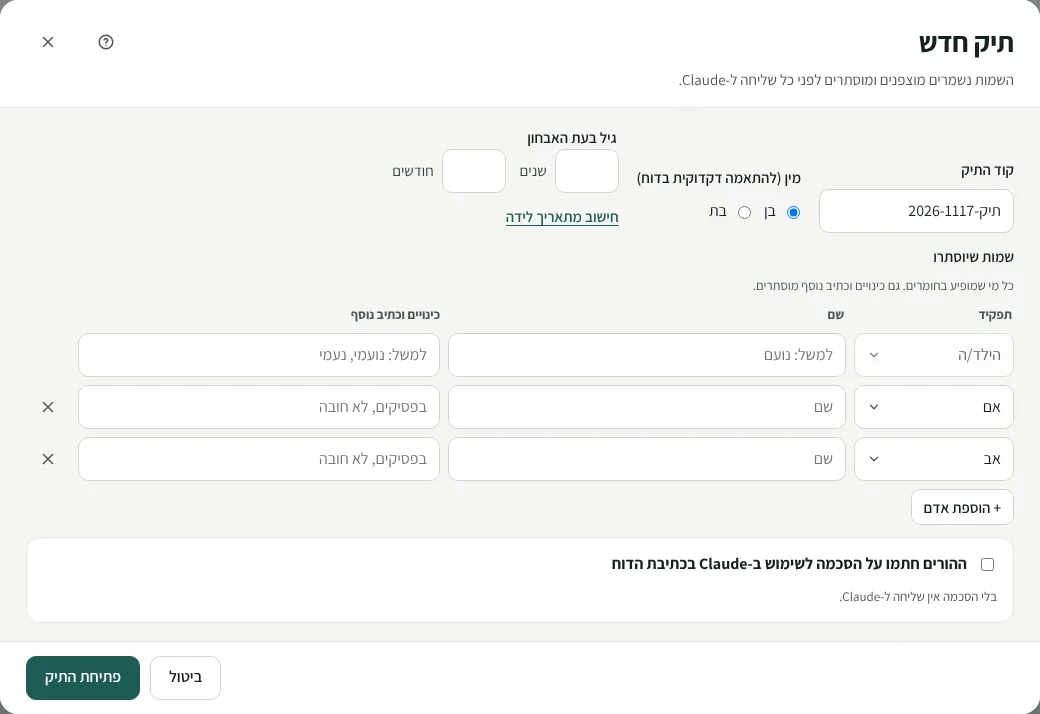 תיק חדש
השמות נשמרים מוצפנים ומוסתרים לפני כל שליחה ל-Claude.
קוד התיק
תיק-2026-1117
מין (להתאמה דקדוקית בדוח)
בן
בת
גיל בעת האבחון
שנים
חודשים
חישוב מתאריך לידה
שמות שיוסתרו
כל מי שמופיע בחומרים. גם כינויים וכתיב נוסף מוסתרים.
תפקיד שם כינויים וכתיב נוסף
הילד/ה למשל: נועם למשל: נועמי, נעמי
אם שם בפסיקים, לא חובה
אב שם בפסיקים, לא חובה
+ הוספת אדם
ההורים חתמו על הסכמה לשימוש ב-Claude בכתיבת הדוח
בלי הסכמה אין שליחה ל-Claude.
ביטול
פתיחת התיק